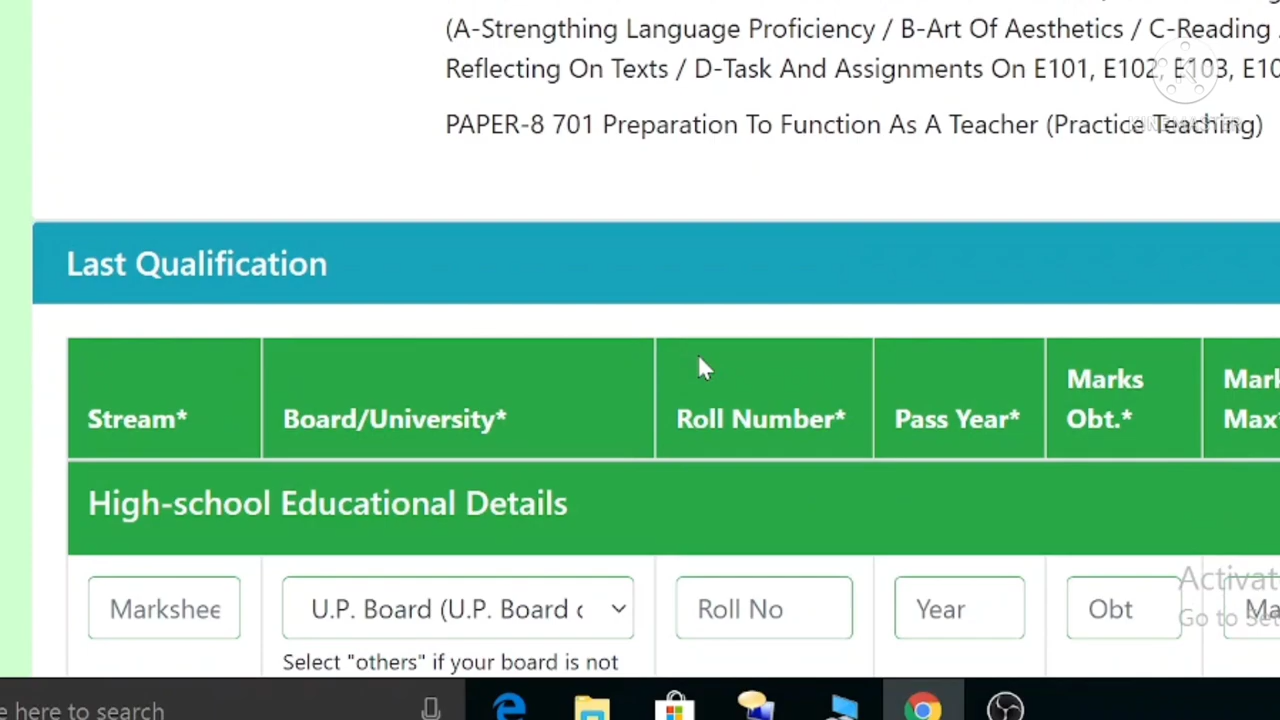 (A-Strengthing Language Proficiency / B-Art Of Aesthetics / C-Reading
Reflecting On Texts / D-Task And Assignments On E101, E102, E103,
PAPER-8 701 Preparation To Function As A Teacher (Practice Teaching)
KINEMASTER
Last Qualification
Stream* Board/University* Roll Number* Pass Year* Marks Obt.* Mark Max*
High-school Educational Details
Markshee U.P. Board (U.P. Board o Roll No Year Obt Ma
Select "others" if your board is not
Activat
Go to Set
e here to search